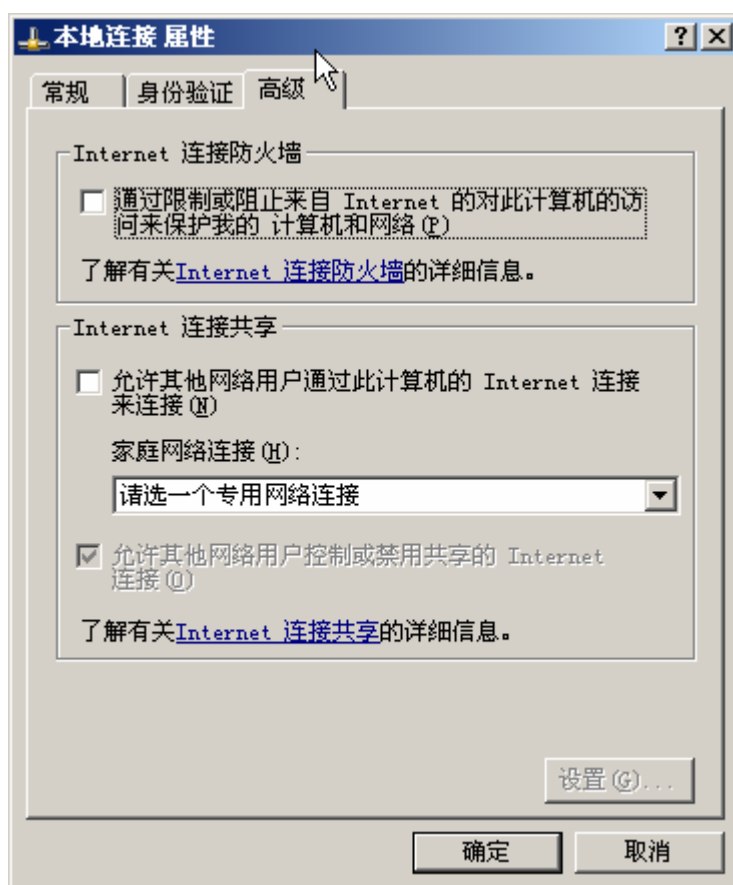 本地连接 属性
常规
身份验证
高级
Internet 连接防火墙
通过限制或阻止来自 Internet 的对此计算机的访
问来保护我的 计算机和网络(P)
了解有关Internet 连接防火墙的详细信息。
Internet 连接共享
允许其他网络用户通过此计算机的 Internet 连接
来连接(N)
家庭网络连接(H):
请选一个专用网络连接
允许其他网络用户控制或禁用共享的 Internet
连接(O)
了解有关Internet 连接共享的详细信息。
设置(G)...
确定
取消